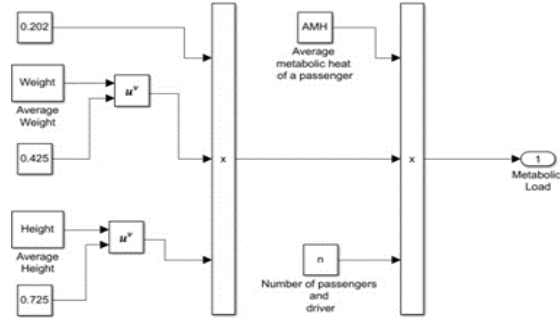 0.202
Weight
Average
Weight
u^v
0.425
Height
Average
Height
u^v
0.725
x
AMH
Average
metabolic heat
of a passenger
n
Number of passengers
and
driver
x
1
Metabolic
Load